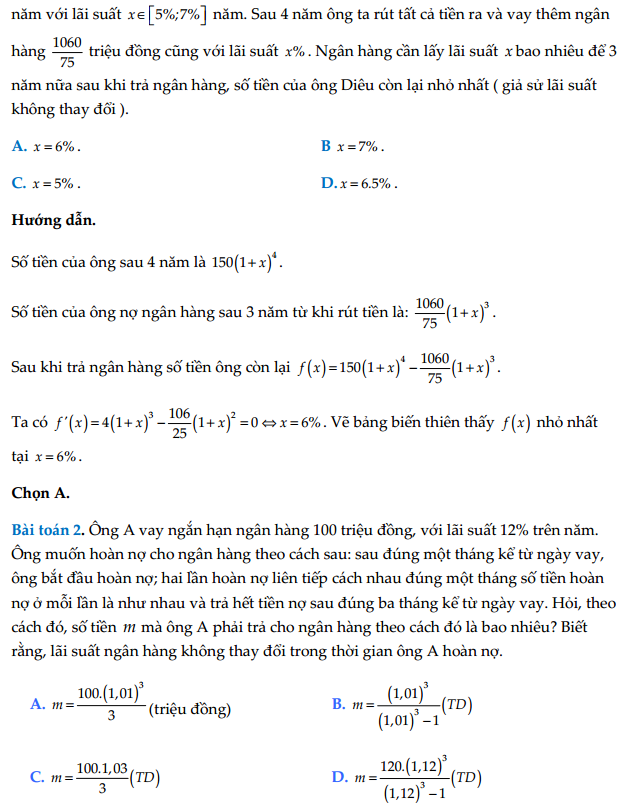 năm với lãi suất x∈[5%;7%] năm. Sau 4 năm ông ta rút tất cả tiền ra và vay thêm ngân
hàng 1060/75 triệu đồng cũng với lãi suất x%. Ngân hàng cần lấy lãi suất x bao nhiêu để 3
năm nữa sau khi trả ngân hàng, số tiền của ông Diêu còn lại nhỏ nhất ( giả sử lãi suất
không thay đổi ).
A. x=6%. B x=7%.
C. x=5%. D. x=6.5%.
Hướng dẫn.
Số tiền của ông sau 4 năm là 150(1+x)^4.
Số tiền của ông nợ ngân hàng sau 3 năm từ khi rút tiền là: 1060/75 (1+x)^3.
Sau khi trả ngân hàng số tiền ông còn lại f(x)=150(1+x)^4 − 1060/75 (1+x)^3.
Ta có f'(x)=4(1+x)^3 − 106/25 (1+x)^2 =0⇔x=6%. Vẽ bảng biến thiên thấy f(x) nhỏ nhất
tại x=6%.
Chọn A.
Bài toán 2. Ông A vay ngắn hạn ngân hàng 100 triệu đồng, với lãi suất 12% trên năm.
Ông muốn hoàn nợ cho ngân hàng theo cách sau: sau đúng một tháng kể từ ngày vay,
ông bắt đầu hoàn nợ; hai lần hoàn nợ liên tiếp cách nhau đúng một tháng số tiền hoàn
nợ ở mỗi lần là như nhau và trả hết tiền nợ sau đúng ba tháng kể từ ngày vay. Hỏi, theo
cách đó, số tiền m mà ông A phải trả cho ngân hàng theo cách đó là bao nhiêu? Biết
rằng, lãi suất ngân hàng không thay đổi trong thời gian ông A hoàn nợ.
A. m = 100.(1,01)^3 / 3 (triệu đồng) B. m = (1,01)^3 / ((1,01)^3 −1) (TD)
C. m = 100.1,03 / 3 (TD) D. m = 120.(1,12)^3 / ((1,12)^3 −1) (TD)